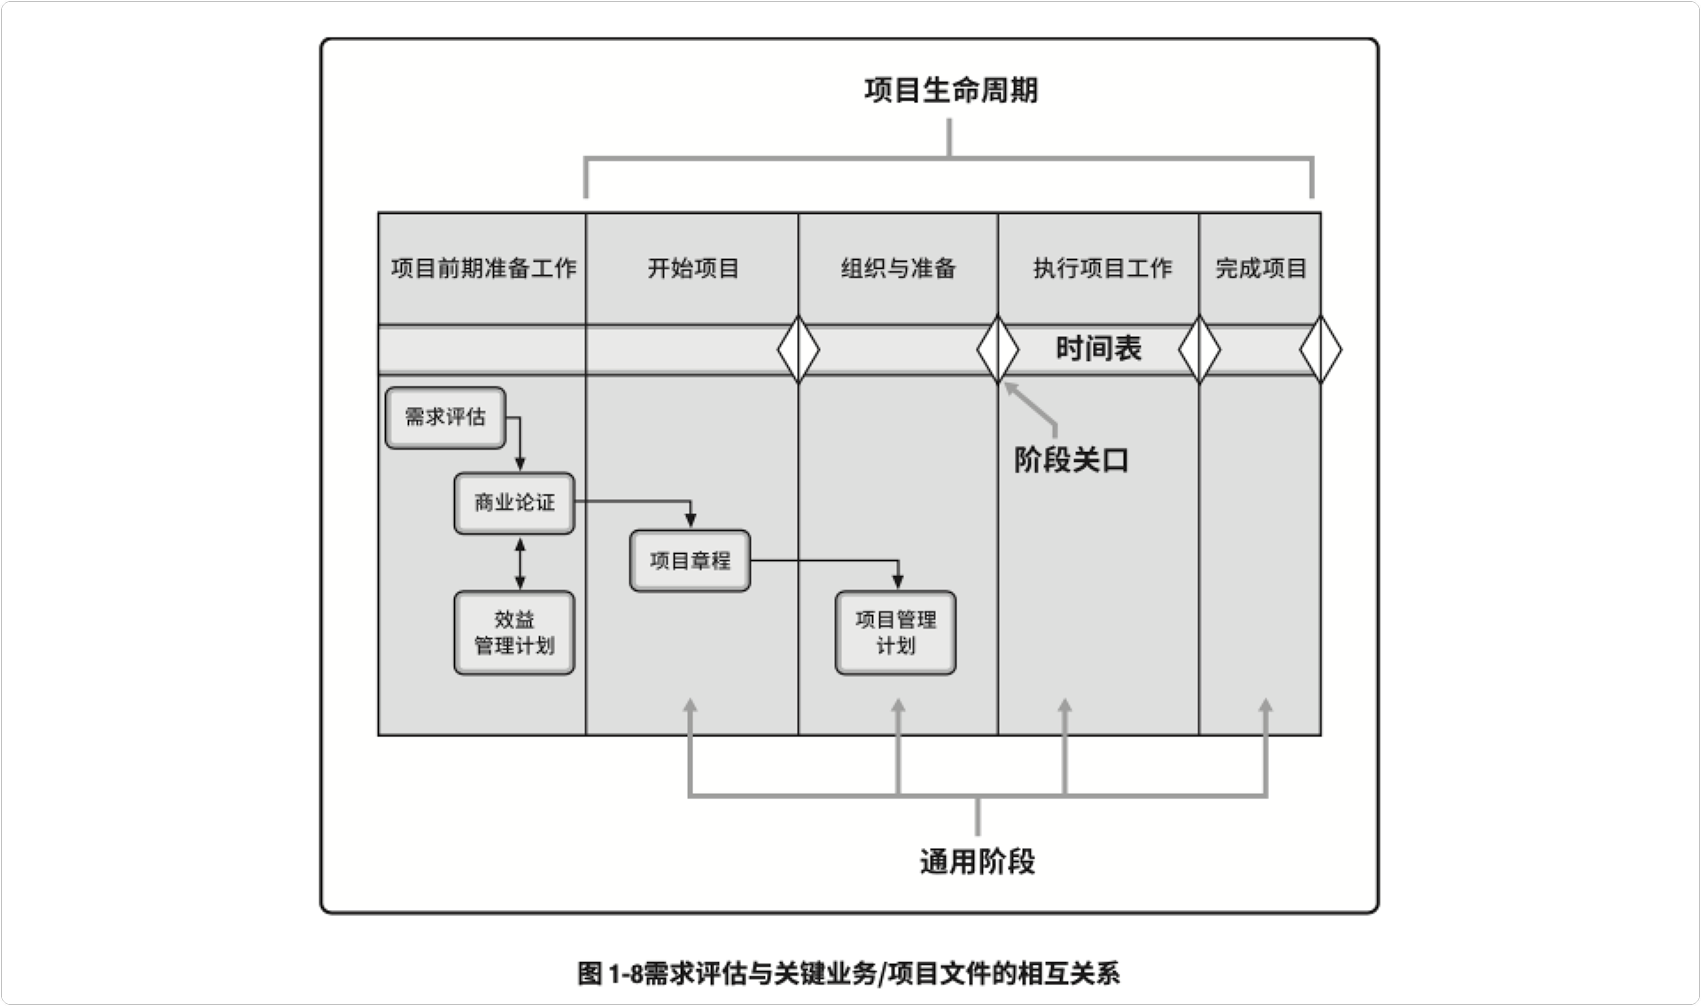 项目生命周期
项目前期准备工作
开始项目
组织与准备
执行项目工作
完成项目
时间表
需求评估
阶段关口
商业论证
项目章程
效益
管理计划
项目管理
计划
通用阶段
图 1-8需求评估与关键业务/项目文件的相互关系